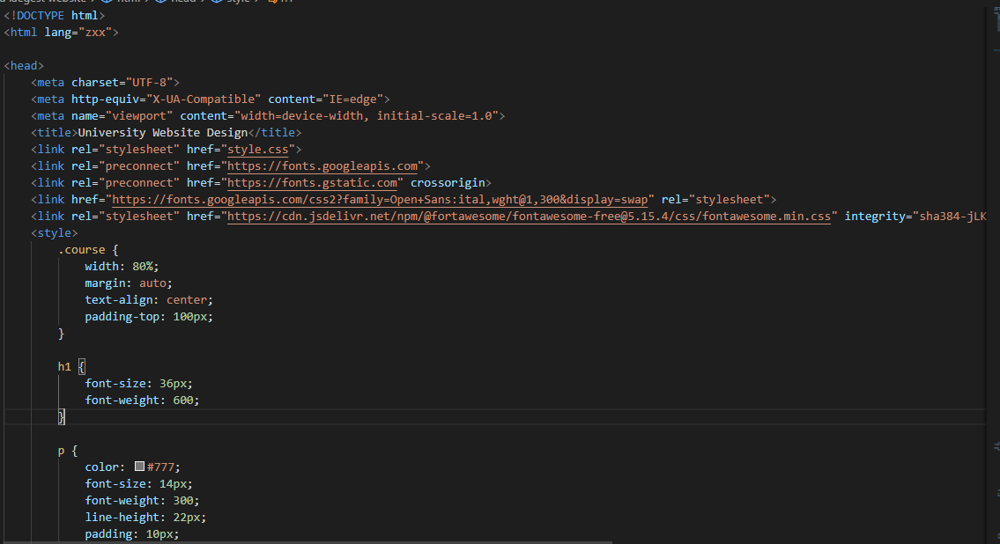 html > head > style > h1
<!DOCTYPE html>
<html lang="zxx">
<head>
<meta charset="UTF-8">
<meta http-equiv="X-UA-Compatible" content="IE=edge">
<meta name="viewport" content="width=device-width, initial-scale=1.0">
<title>University Website Design</title>
<link rel="stylesheet" href="style.css">
<link rel="preconnect" href="https://fonts.googleapis.com">
<link rel="preconnect" href="https://fonts.gstatic.com" crossorigin>
<link href="https://fonts.googleapis.com/css2?family=Open+Sans:ital,wght@1,300&display=swap" rel="stylesheet">
<link rel="stylesheet" href="https://cdn.jsdelivr.net/npm/@fortawesome/fontawesome-free@5.15.4/css/fontawesome.min.css" integrity="sha384-jLK
<style>
.course {
width: 80%;
margin: auto;
text-align: center;
padding-top: 100px;
}
h1 {
font-size: 36px;
font-weight: 600;
}
p {
color: #777;
font-size: 14px;
font-weight: 300;
line-height: 22px;
padding: 10px;